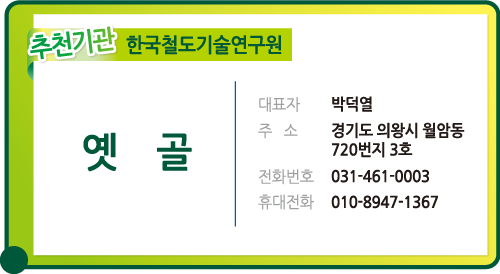 추천기관 한국철도기술연구원
옛 골
대표자 박덕열
주 소 경기도 의왕시 월암동
720번지 3호
전화번호 031-461-0003
휴대전화 010-8947-1367